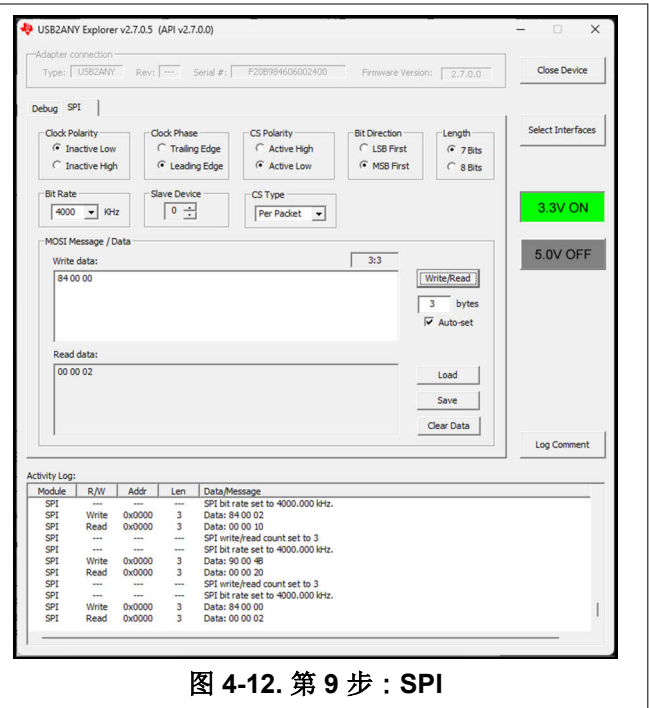 USB2ANY Explorer v2.7.0.5 (API v2.7.0.0)
Adapter connection
Type: USB2ANY Rev: --- Serial #: F20B984606002400 Firmware Version: 2.7.0.0
Close Device
Debug SPI
Select Interfaces
Clock Polarity Clock Phase CS Polarity Bit Direction Length
Inactive Low Trailing Edge Active High LSB First 7 Bits
Inactive High Leading Edge Active Low MSB First 8 Bits
Bit Rate Slave Device CS Type
4000 KHz 0 Per Packet
3.3V ON
5.0V OFF
MOSI Message / Data
Write data: 3:3
84 00 00
Write/Read
3 bytes
Auto-set
Read data:
00 00 02
Load
Save
Clear Data
Log Comment
Activity Log:
Module R/W Addr Len Data/Message
SPI --- --- --- SPI bit rate set to 4000.000 kHz.
SPI Write 0x0000 3 Data: 84 00 02
SPI Read 0x0000 3 Data: 00 00 10
SPI --- --- --- SPI write/read count set to 3
SPI --- --- --- SPI bit rate set to 4000.000 kHz.
SPI Write 0x0000 3 Data: 90 00 4B
SPI Read 0x0000 3 Data: 00 00 20
SPI --- --- --- SPI write/read count set to 3
SPI --- --- --- SPI bit rate set to 4000.000 kHz.
SPI Write 0x0000 3 Data: 84 00 00
SPI Read 0x0000 3 Data: 00 00 02
图 4-12. 第 9 步：SPI